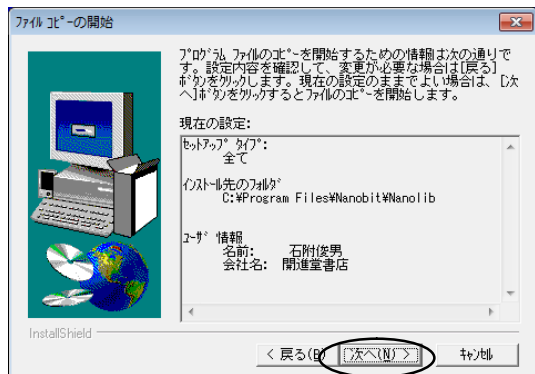 ﾌｧｲﾙ ｺﾋﾟｰの開始
ﾌﾟﾛｸﾞﾗﾑ ﾌｧｲﾙのｺﾋﾟｰを開始するための情報は次の通りで
す。設定内容を確認して、変更が必要な場合は[戻る]
ﾎﾞﾀﾝをｸﾘｯｸします。現在の設定のままでよい場合は、[次
へ]ﾎﾞﾀﾝをｸﾘｯｸするとﾌｧｲﾙのｺﾋﾟｰを開始します。
現在の設定:
ｾｯﾄｱｯﾌﾟ ﾀｲﾌﾟ:
全て
ｲﾝｽﾄｰﾙ先のﾌｫﾙﾀﾞ
C:¥Program Files¥Nanobit¥Nanolib
ﾕｰｻﾞ 情報
名前: 石附俊男
会社名: 開進堂書店
InstallShield
< 戻る(B) 次へ(N) > ｷｬﾝｾﾙ